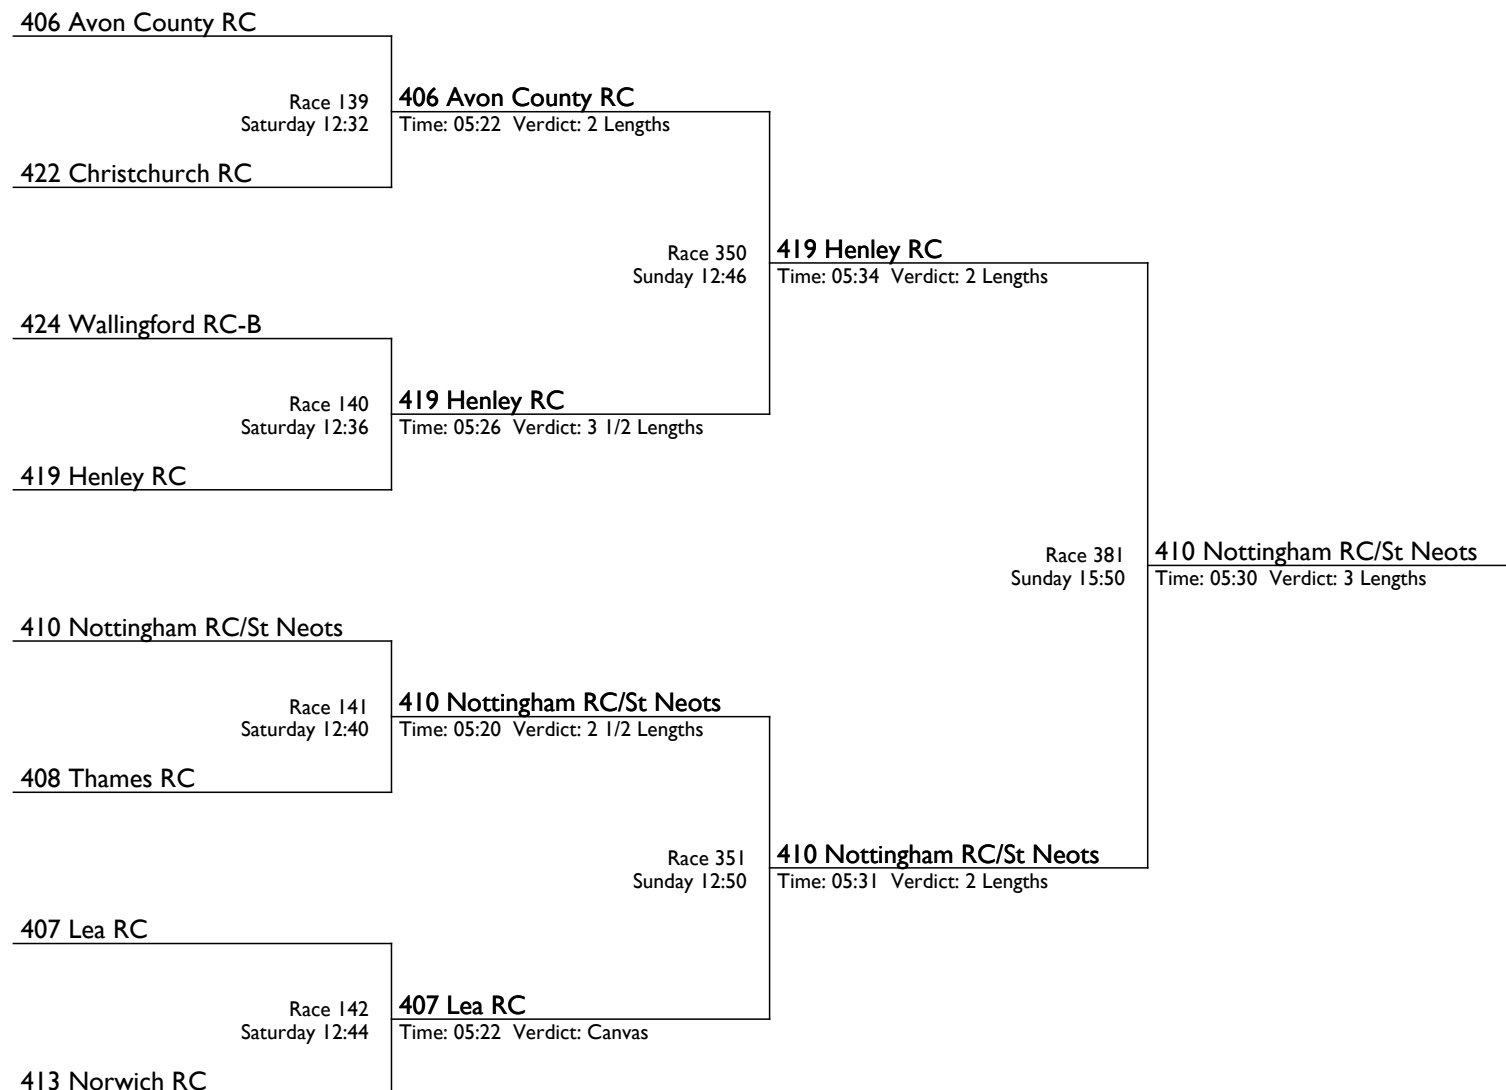 406 Avon County RC
Race 139
Saturday 12:32
406 Avon County RC
Time: 05:22 Verdict: 2 Lengths
422 Christchurch RC
Race 350
Sunday 12:46
419 Henley RC
Time: 05:34 Verdict: 2 Lengths
424 Wallingford RC-B
Race 140
Saturday 12:36
419 Henley RC
Time: 05:26 Verdict: 3 1/2 Lengths
419 Henley RC
Race 381
Sunday 15:50
410 Nottingham RC/St Neots
Time: 05:30 Verdict: 3 Lengths
410 Nottingham RC/St Neots
Race 141
Saturday 12:40
410 Nottingham RC/St Neots
Time: 05:20 Verdict: 2 1/2 Lengths
408 Thames RC
Race 351
Sunday 12:50
410 Nottingham RC/St Neots
Time: 05:31 Verdict: 2 Lengths
407 Lea RC
Race 142
Saturday 12:44
407 Lea RC
Time: 05:22 Verdict: Canvas
413 Norwich RC